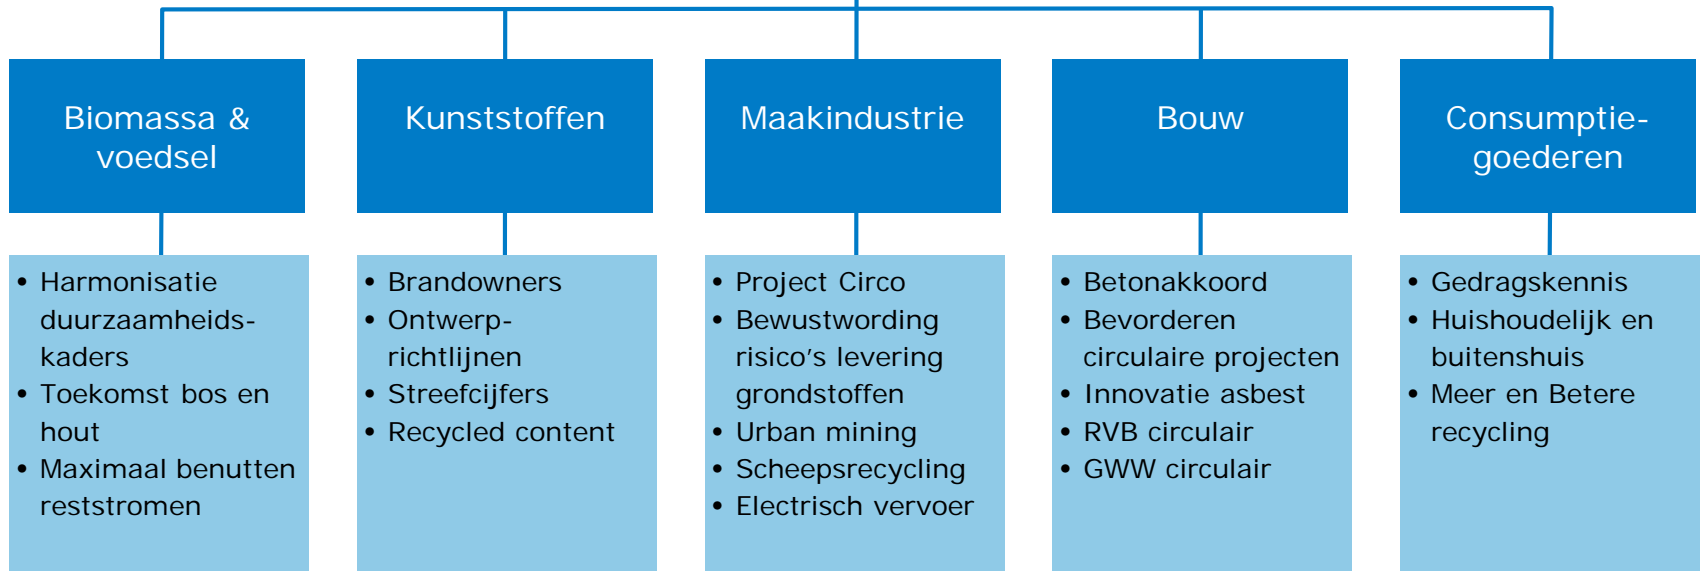 Biomassa &
voedsel
• Harmonisatie
duurzaamheids-
kaders
• Toekomst bos en
hout
• Maximaal benutten
reststromen
Kunststoffen
• Brandowners
• Ontwerp-
richtlijnen
• Streefcijfers
• Recycled content
Maakindustrie
• Project Circo
• Bewustwording
risico's levering
grondstoffen
• Urban mining
• Scheepsrecycling
• Electrisch vervoer
Bouw
• Betonakkoord
• Bevorderen
circulaire projecten
• Innovatie asbest
• RVB circulair
• GWW circulair
Consumptie-
goederen
• Gedragskennis
• Huishoudelijk en
buitenshuis
• Meer en Betere
recycling